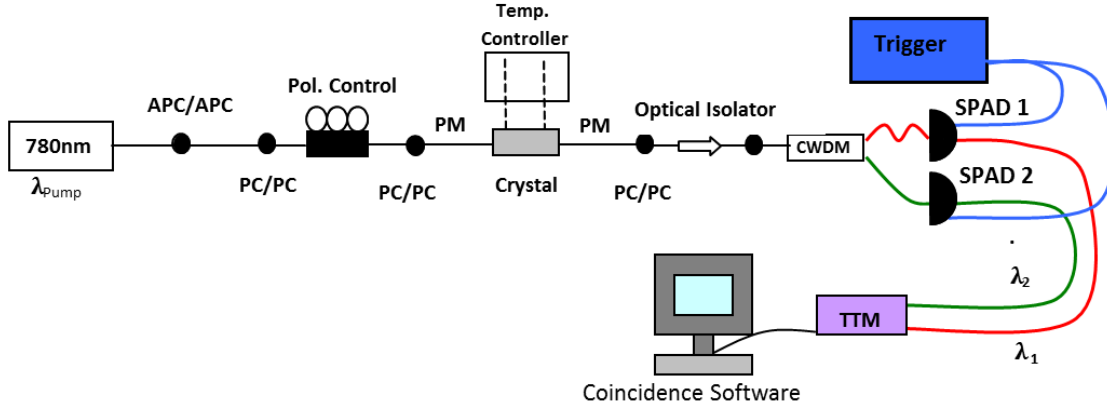 Temp.
Controller
Trigger
Pol. Control
APC/APC
PM
PM
Optical Isolator
SPAD 1
780nm
CWDM
λPump
PC/PC
PC/PC
Crystal
PC/PC
SPAD 2
.
λ2
TTM
λ1
Coincidence Software